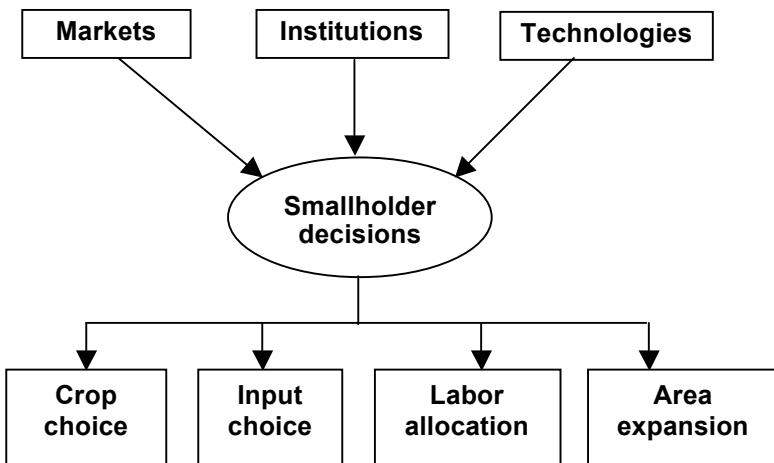 Markets
Institutions
Technologies
Smallholder
decisions
Crop
choice
Input
choice
Labor
allocation
Area
expansion